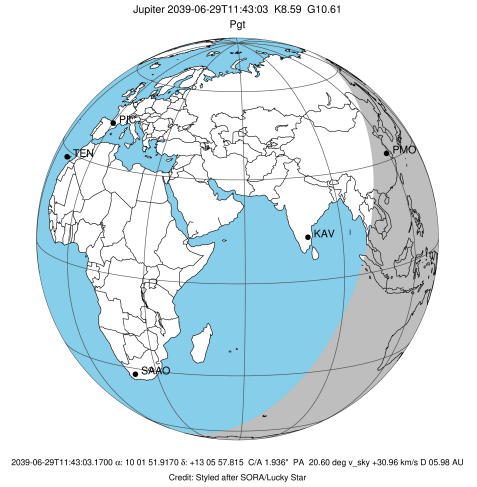 Jupiter 2039-06-29T11:43:03 K8.59 G10.61
Pgt
TEN
PMO
KAV
SAAO
2039-06-29T11:43:03.1700 α: 10 01 51.9170 δ: +13 05 57.815 C/A 1.936" PA 20.60 deg v_sky +30.96 km/s D 05.98 AU
Credit: Styled after SORA/Lucky Star